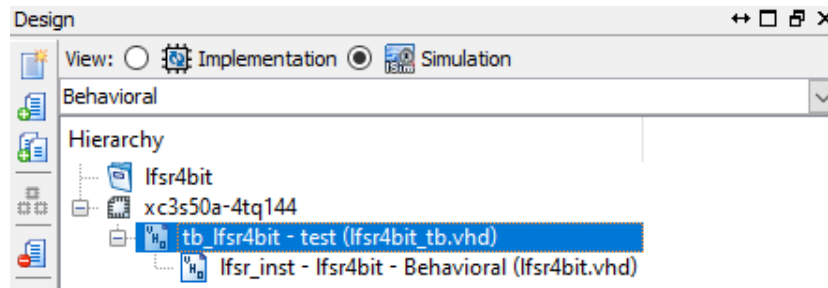 Design
View: Implementation Simulation
Behavioral
Hierarchy
lfsr4bit
xc3s50a-4tq144
tb_lfsr4bit - test (lfsr4bit_tb.vhd)
lfsr_inst - lfsr4bit - Behavioral (lfsr4bit.vhd)